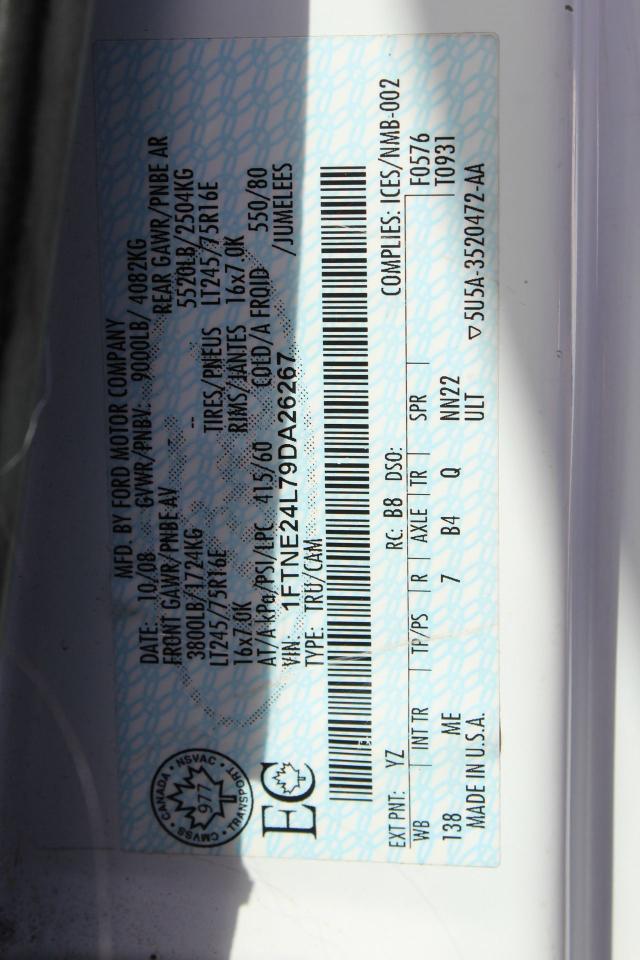 MFD. BY FORD MOTOR COMPANY
DATE: 10/08 GVWR/PNBV: 9000LB/ 4082KG
FRONT GAWR/PNBE AV -- REAR GAWR/PNBE AR
3800LB/1724KG 5520LB/2504KG
LT245/75R16E TIRES/PNEUS LT245/75R16E
16x7.0K RIMS/JANTES 16x7.0K
AT/A kPa/PSI/LPC 415/60 COLD/A FROID 550/80
VIN: 1FTNE24L79DA26267 /JUMELEES
TYPE: TRU/CAM
CANADA • NSVAC • TRANSPORT • CMVSS •
977
EC
EXT PNT: YZ RC: B8 DSO: COMPLIES: ICES/NMB-002
WB INT TR TP/PS R AXLE TR SPR F0576
T0931
138 ME 7 B4 Q NN22
MADE IN U.S.A. ULT ▽5U5A-3520472-AA